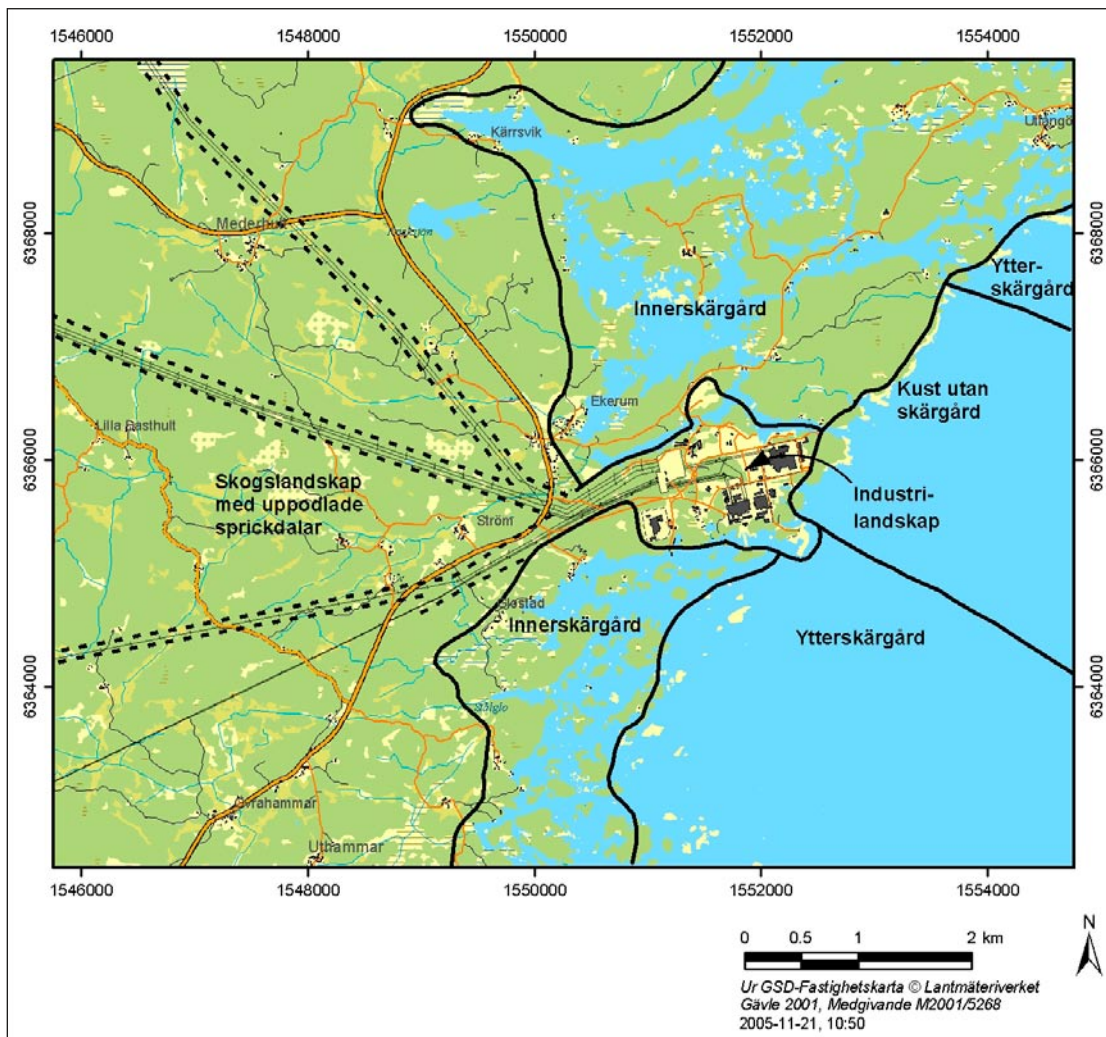 1546000 1548000 1550000 1552000 1554000
Kärrsvik
6368000
6368000
Mederhult
Ytter-
skärgård
Innerskärgård
Kust utan
skärgård
Ekerum
Lilla Basthult
6366000
6366000
Skogslandskap
med uppodlade
sprickdalar
Industri-
landskap
Ström
Innerskärgård
Ytterskärgård
6364000
6364000
Övrahammar
Uthammar
1546000 1548000 1550000 1552000 1554000
N
0 0.5 1 2 km
Ur GSD-Fastighetskarta © Lantmäteriverket
Gävle 2001, Medgivande M2001/5268
2005-11-21, 10:50